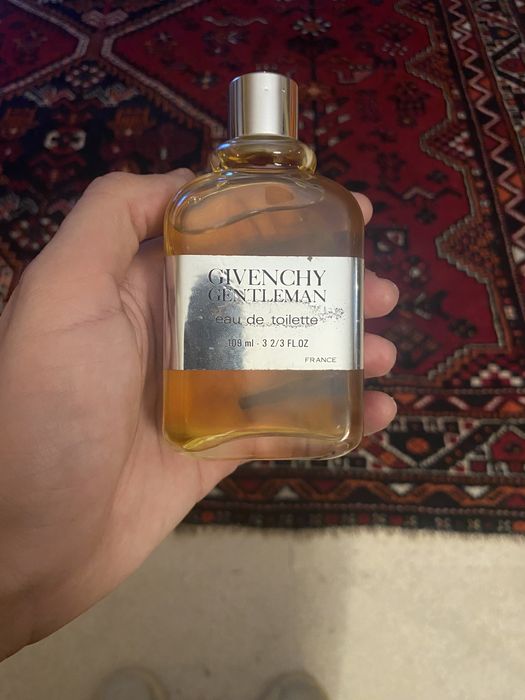 GIVENCHY
GENTLEMAN
eau de toilette
109 ml - 3 2/3 FL.OZ
FRANCE